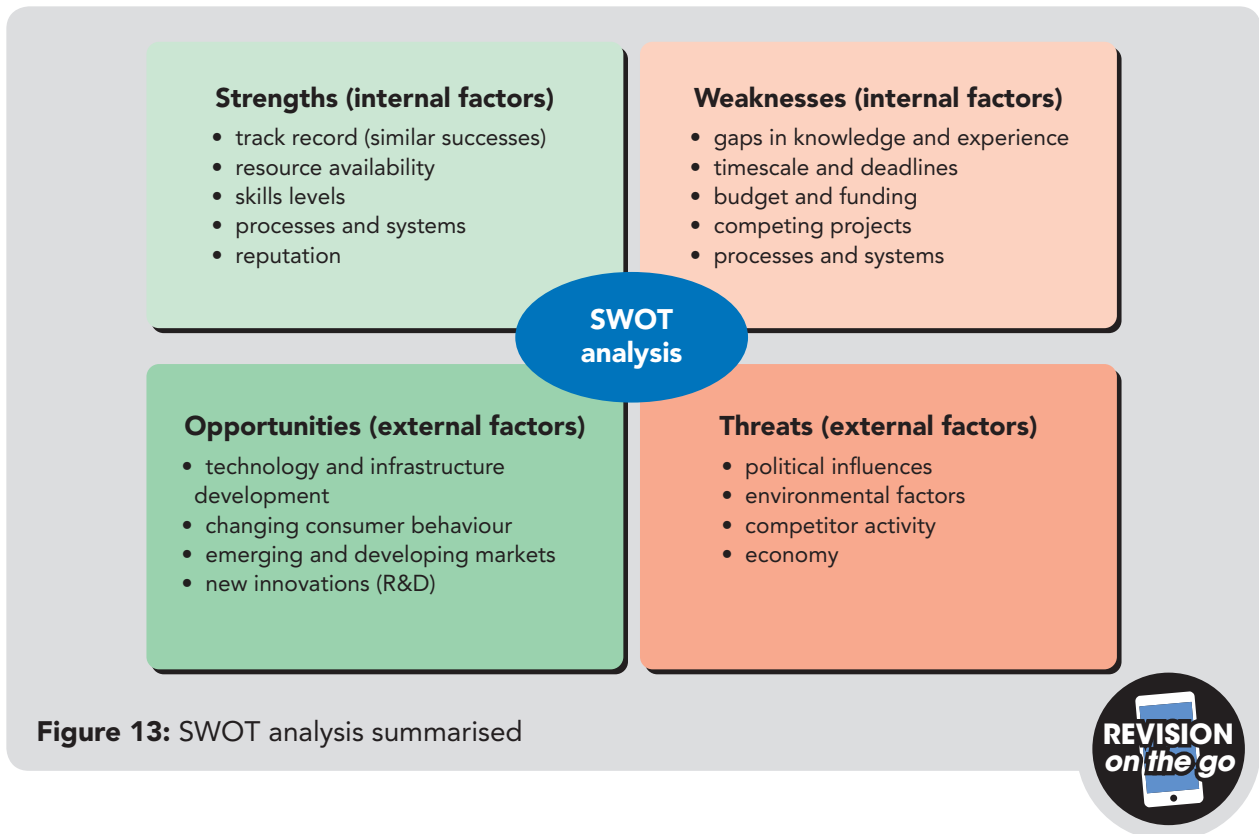 Strengths (internal factors)
• track record (similar successes)
• resource availability
• skills levels
• processes and systems
• reputation
Weaknesses (internal factors)
• gaps in knowledge and experience
• timescale and deadlines
• budget and funding
• competing projects
• processes and systems
SWOT
analysis
Opportunities (external factors)
• technology and infrastructure
development
• changing consumer behaviour
• emerging and developing markets
• new innovations (R&D)
Threats (external factors)
• political influences
• environmental factors
• competitor activity
• economy
Figure 13: SWOT analysis summarised
REVISION
on the go